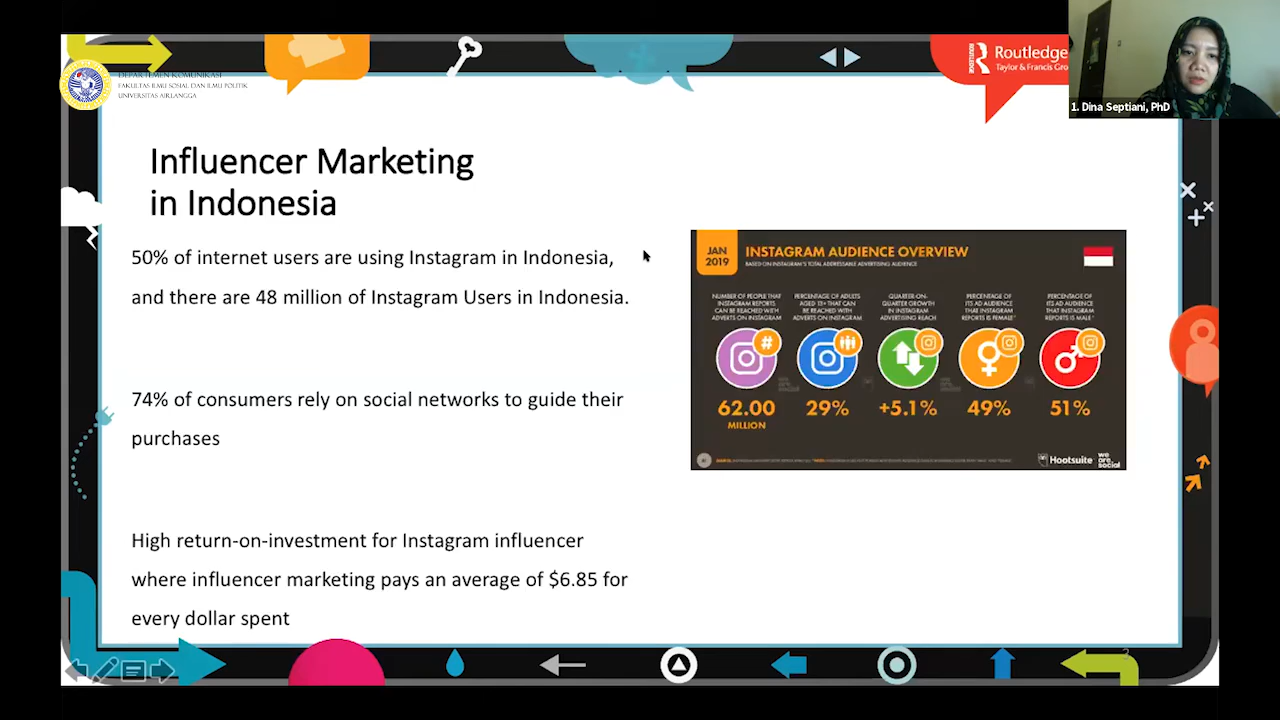 DEPARTEMEN KOMUNIKASI
FAKULTAS ILMU SOSIAL DAN ILMU POLITIK
UNIVERSITAS AIRLANGGA
Routledge
Taylor & Francis Gro
1. Dina Septiani, PhD
Influencer Marketing
in Indonesia
50% of internet users are using Instagram in Indonesia,
and there are 48 million of Instagram Users in Indonesia.
74% of consumers rely on social networks to guide their
purchases
High return-on-investment for Instagram influencer
where influencer marketing pays an average of $6.85 for
every dollar spent
JAN
2019
INSTAGRAM AUDIENCE OVERVIEW
BASED ON INSTAGRAM'S TOTAL ADDRESSABLE ADVERTISING AUDIENCE
NUMBER OF PEOPLE THAT
INSTAGRAM REPORTS
CAN BE REACHED WITH
ADVERTS ON INSTAGRAM
62.00
MILLION
PERCENTAGE OF ADULTS
AGED 13+ THAT CAN
BE REACHED WITH
ADVERTS ON INSTAGRAM
29%
QUARTER-ON-
QUARTER GROWTH
IN INSTAGRAM
ADVERTISING REACH
+5.1%
PERCENTAGE OF
ITS AD AUDIENCE
THAT INSTAGRAM
REPORTS IS FEMALE*
49%
PERCENTAGE OF
ITS AD AUDIENCE
THAT INSTAGRAM
REPORTS IS MALE*
51%
Hootsuite
we
are
social
3